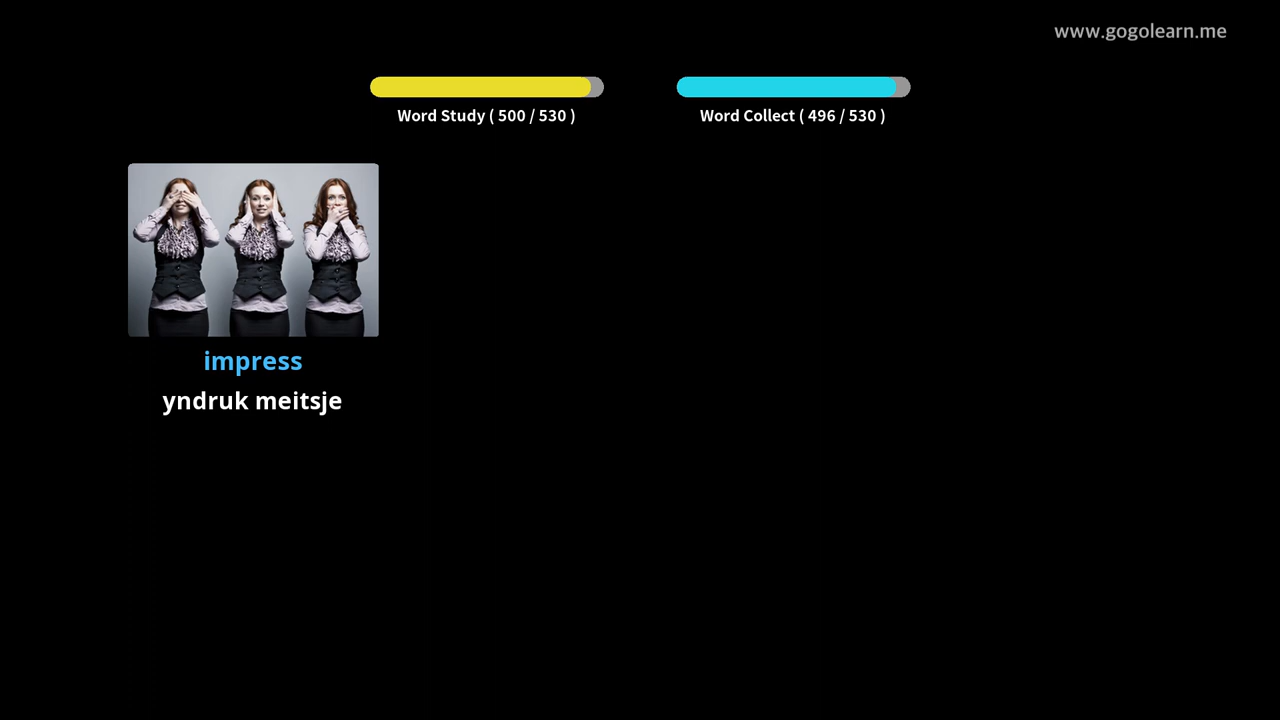 www.gogolearn.me
Word Study ( 500 / 530 )
Word Collect ( 496 / 530 )
impress
yndruk meitsje